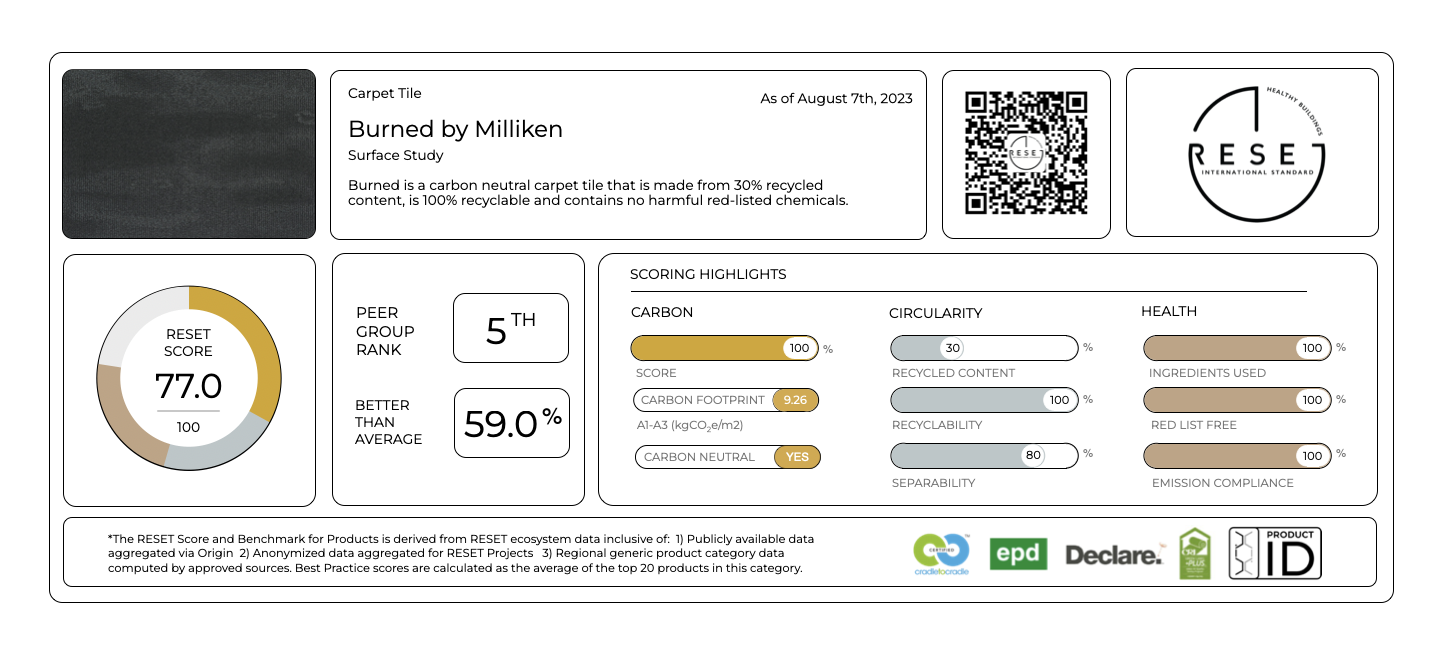 Carpet Tile
As of August 7th, 2023
Burned by Milliken
Surface Study
Burned is a carbon neutral carpet tile that is made from 30% recycled
content, is 100% recyclable and contains no harmful red-listed chemicals.
RESET
HEALTHY BUILDINGS
RESET
INTERNATIONAL STANDARD
RESET
SCORE
77.0
100
PEER
GROUP
RANK
5TH
BETTER
THAN
AVERAGE
59.0%
SCORING HIGHLIGHTS
CARBON
100 %
SCORE
CARBON FOOTPRINT 9.26
A1-A3 (kgCO2e/m2)
CARBON NEUTRAL YES
CIRCULARITY
30 %
RECYCLED CONTENT
100 %
RECYCLABILITY
80 %
SEPARABILITY
HEALTH
100 %
INGREDIENTS USED
100 %
RED LIST FREE
100 %
EMISSION COMPLIANCE
*The RESET Score and Benchmark for Products is derived from RESET ecosystem data inclusive of: 1) Publicly available data
aggregated via Origin 2) Anonymized data aggregated for RESET Projects 3) Regional generic product category data
computed by approved sources. Best Practice scores are calculated as the average of the top 20 products in this category.
CERTIFIED
cradletocradle
epd
Declare.
CRI
PLUS
PRODUCT
ID